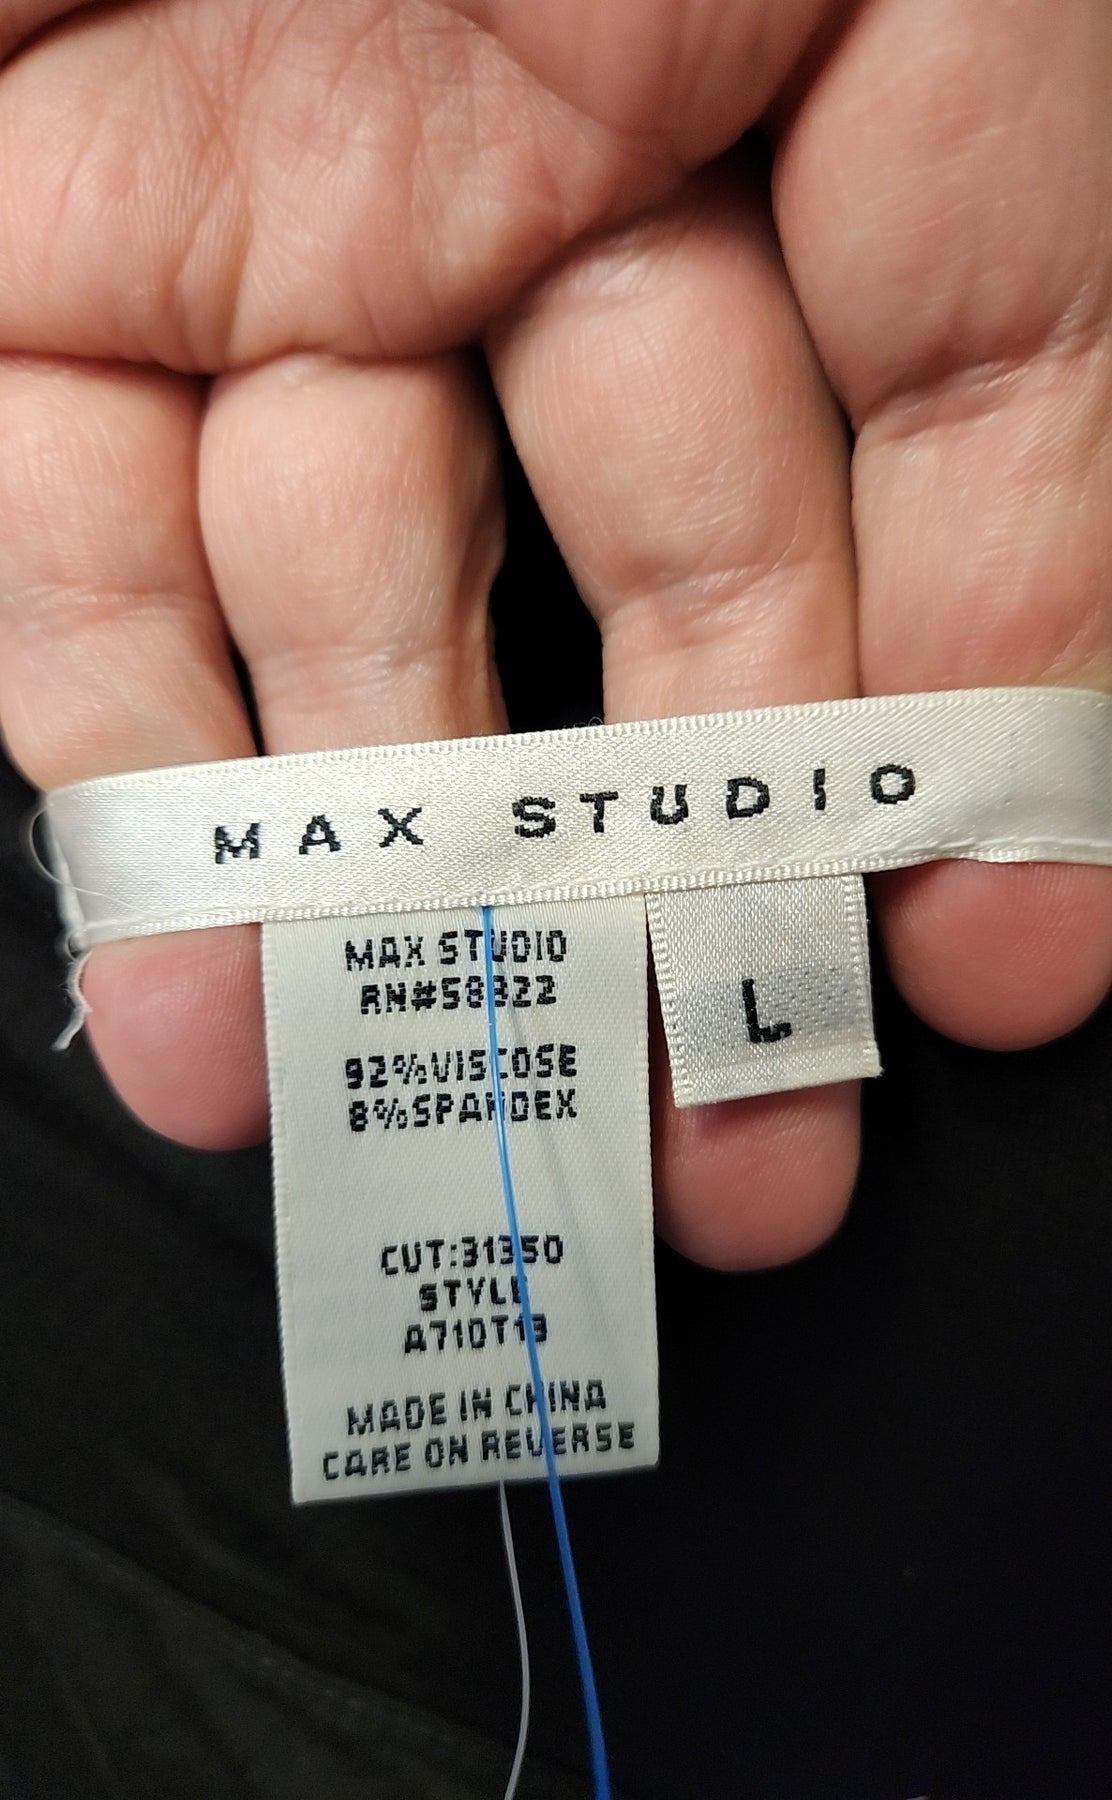 MAX STUDIO
MAX STUDIO
RN#58322
92%VISCOSE
8%SPANDEX
CUT:31350
STYLE
A710T13
MADE IN CHINA
CARE ON REVERSE
L